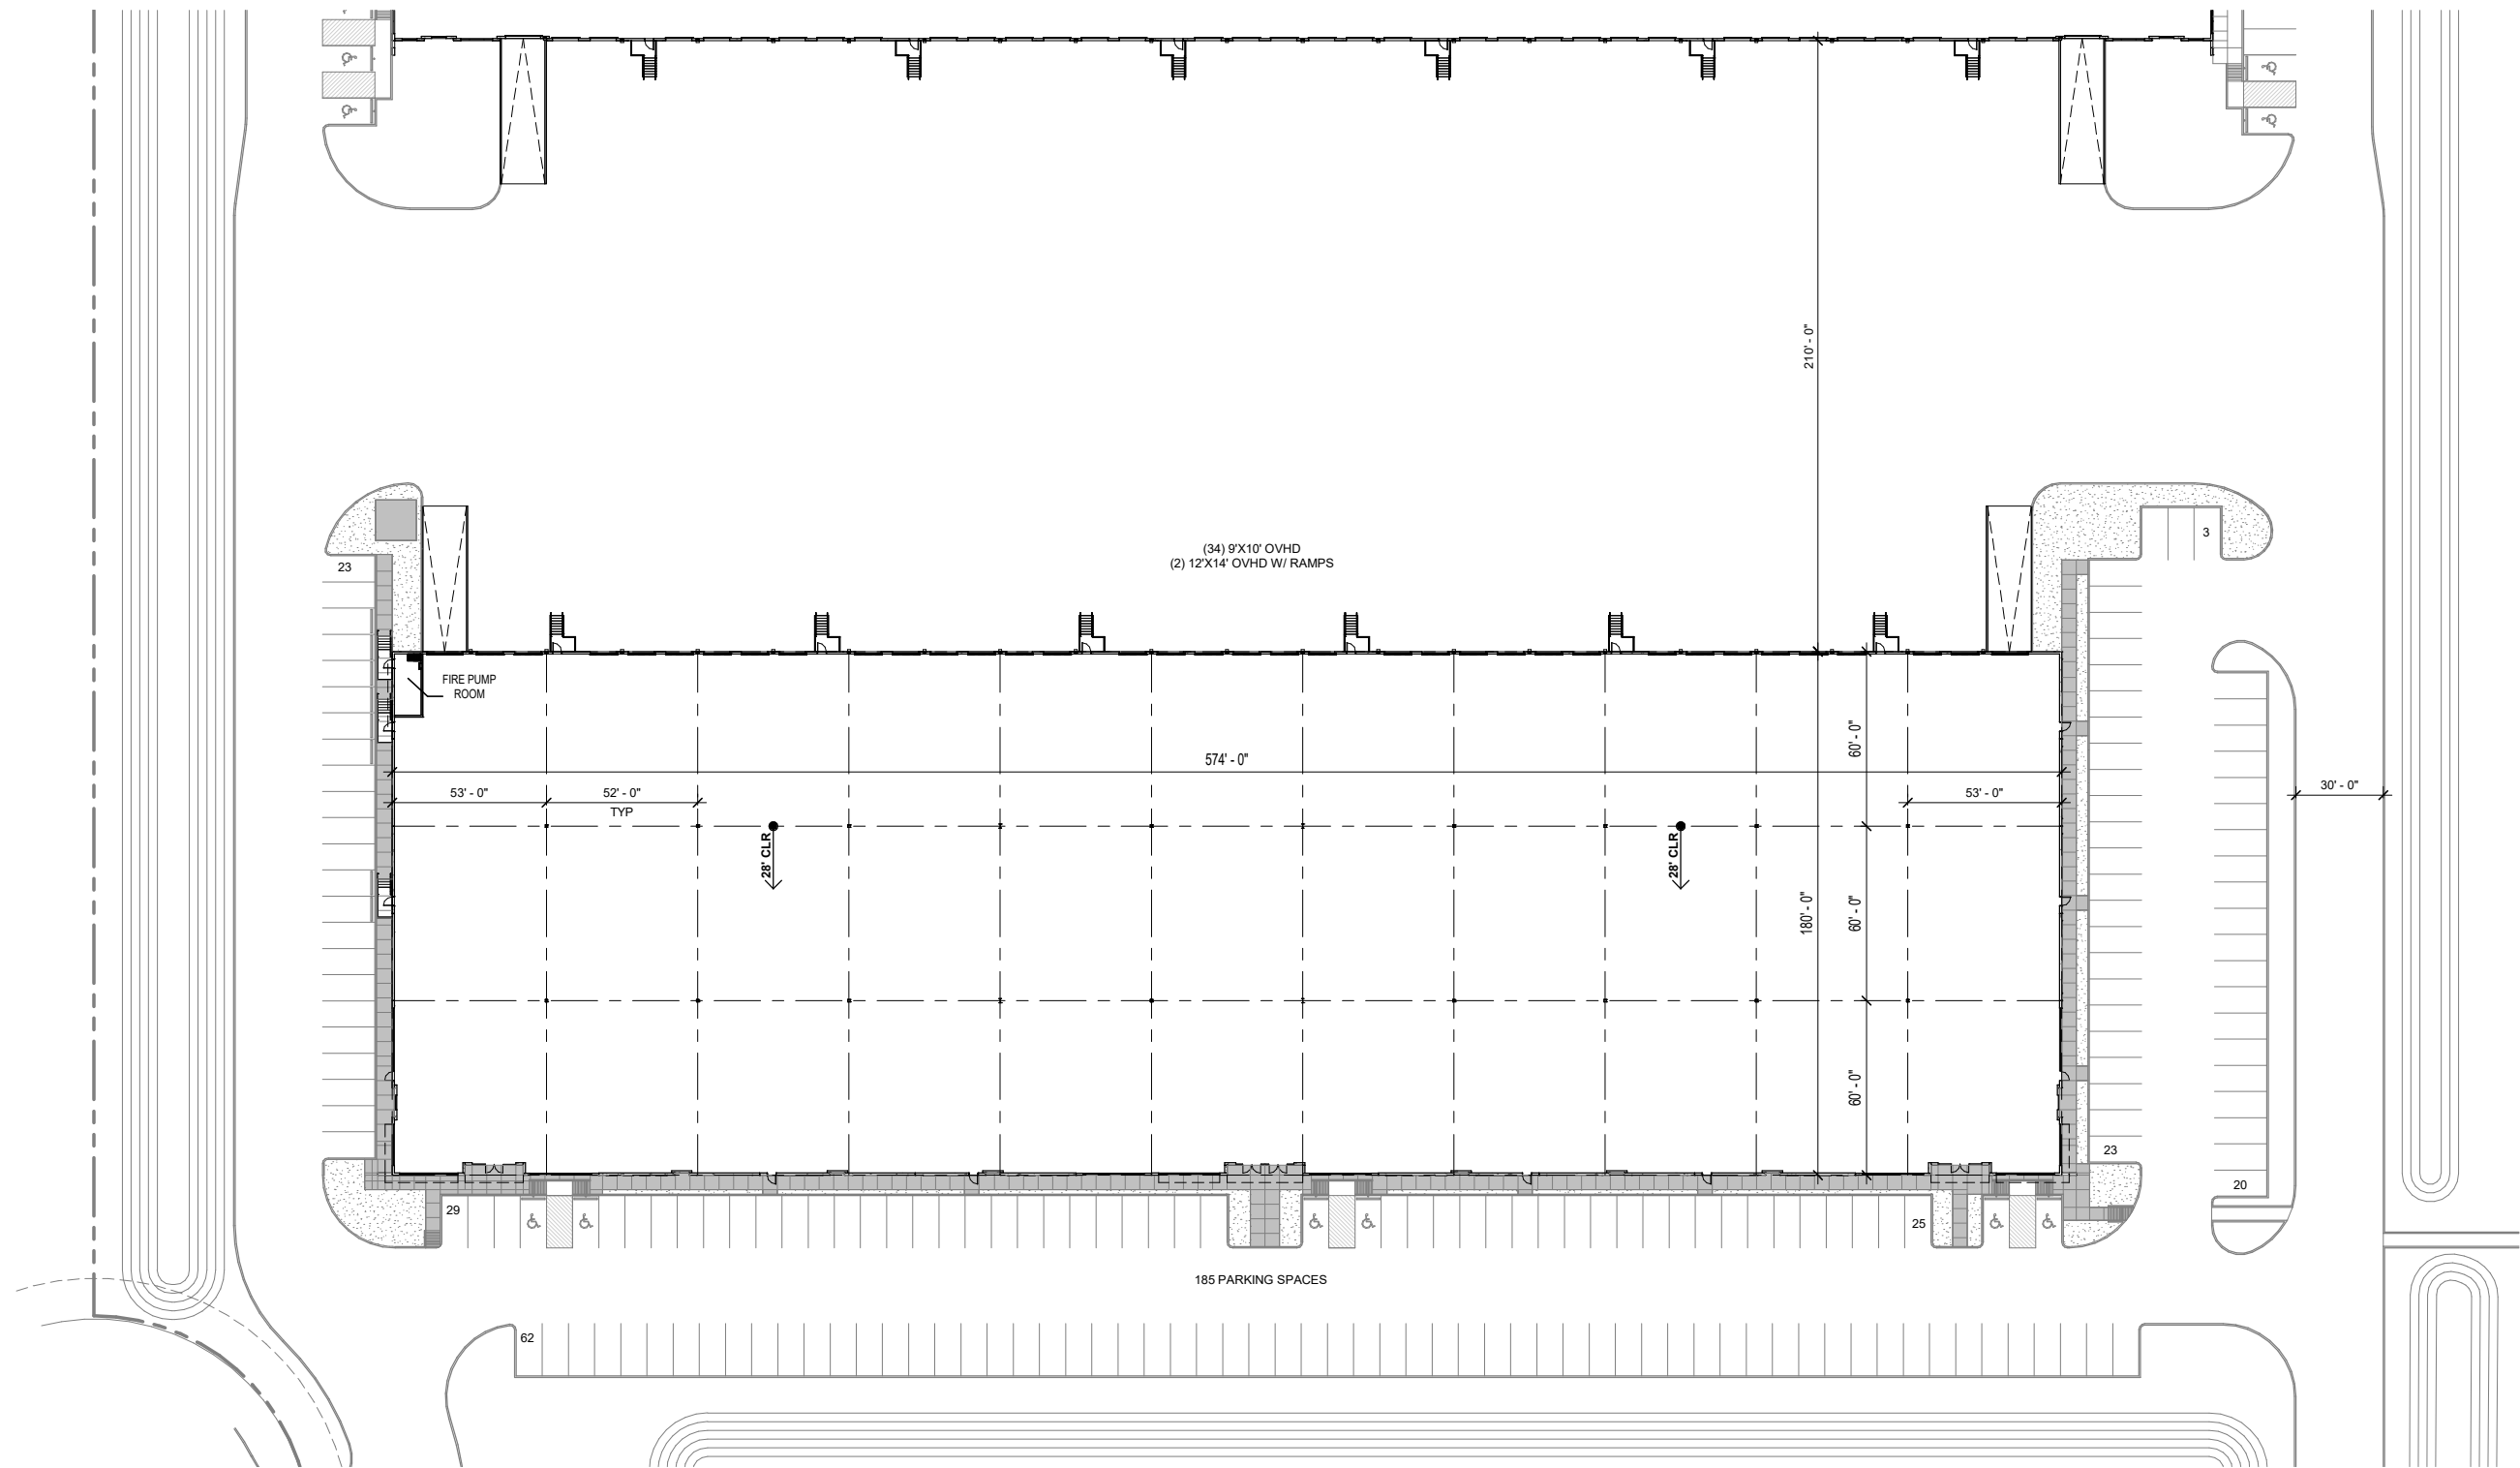 210' - 0"
(34) 9'X10' OVHD
(2) 12'X14' OVHD W/ RAMPS
3
23
FIRE PUMP
ROOM
60' - 0"
574' - 0"
53' - 0"
52' - 0"
TYP
53' - 0"
30' - 0"
28' CLR
28' CLR
180' - 0"
60' - 0"
60' - 0"
23
20
29
25
185 PARKING SPACES
62